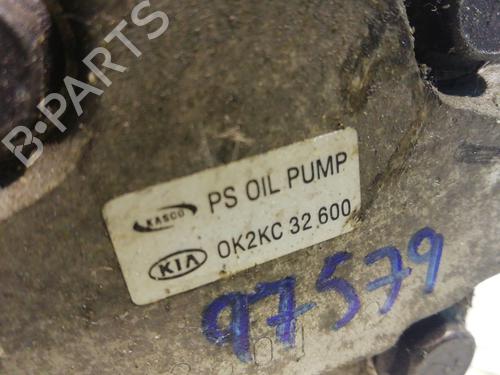 B-PARTS
KASCO PS OIL PUMP
KIA 0K2KC 32 600
97579